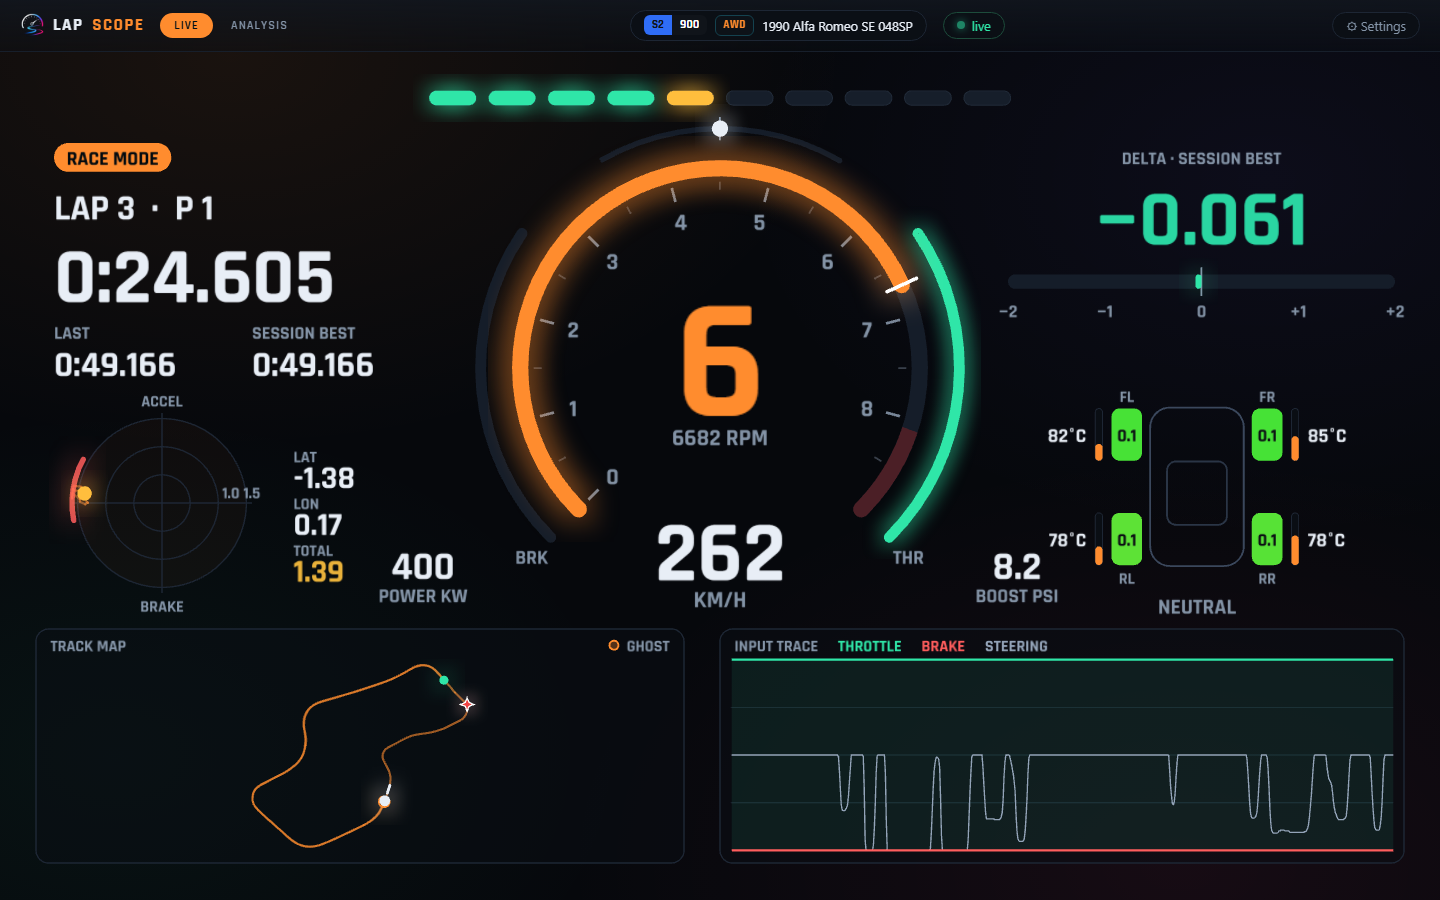 LAP SCOPE LIVE ANALYSIS
S2 900 AWD 1990 Alfa Romeo SE 048SP live
Settings
RACE MODE
LAP 3 · P 1
0:24.605
LAST SESSION BEST
0:49.166 0:49.166
ACCEL
1.0 1.5
BRAKE
LAT
-1.38
LON
0.17
TOTAL
1.39
400
POWER KW
0
1
2
3
4
5
6
7
8
6
6682 RPM
BRK
THR
262
KM/H
8.2
BOOST PSI
DELTA · SESSION BEST
−0.061
−2 −1 0 +1 +2
FL FR
82°C 0.1 0.1 85°C
78°C 0.1 0.1 78°C
RL RR
NEUTRAL
TRACK MAP GHOST
INPUT TRACE THROTTLE BRAKE STEERING